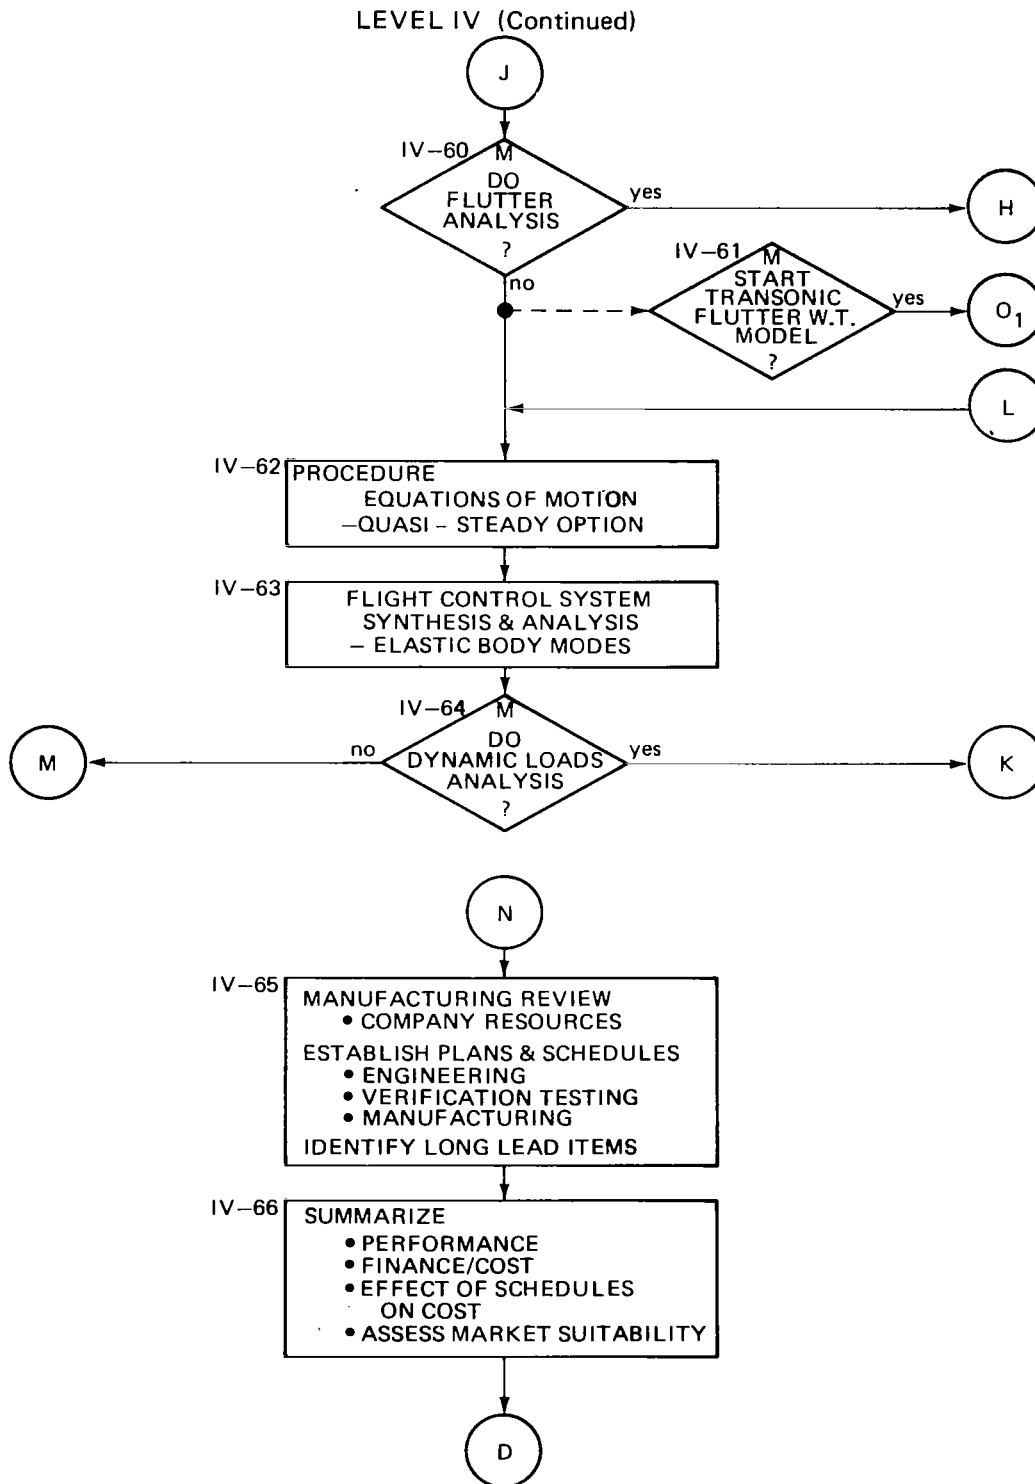 LEVEL IV (Continued)
J
IV-60
M
DO
FLUTTER
ANALYSIS
?
yes
H
no
IV-61
M
START
TRANSONIC
FLUTTER W.T.
MODEL
?
yes
O1
L
IV-62
PROCEDURE
EQUATIONS OF MOTION
-QUASI - STEADY OPTION
IV-63
FLIGHT CONTROL SYSTEM
SYNTHESIS & ANALYSIS
- ELASTIC BODY MODES
IV-64
M
DO
DYNAMIC LOADS
ANALYSIS
?
no
M
yes
K
N
IV-65
MANUFACTURING REVIEW
• COMPANY RESOURCES
ESTABLISH PLANS & SCHEDULES
• ENGINEERING
• VERIFICATION TESTING
• MANUFACTURING
IDENTIFY LONG LEAD ITEMS
IV-66
SUMMARIZE
• PERFORMANCE
• FINANCE/COST
• EFFECT OF SCHEDULES
ON COST
• ASSESS MARKET SUITABILITY
D